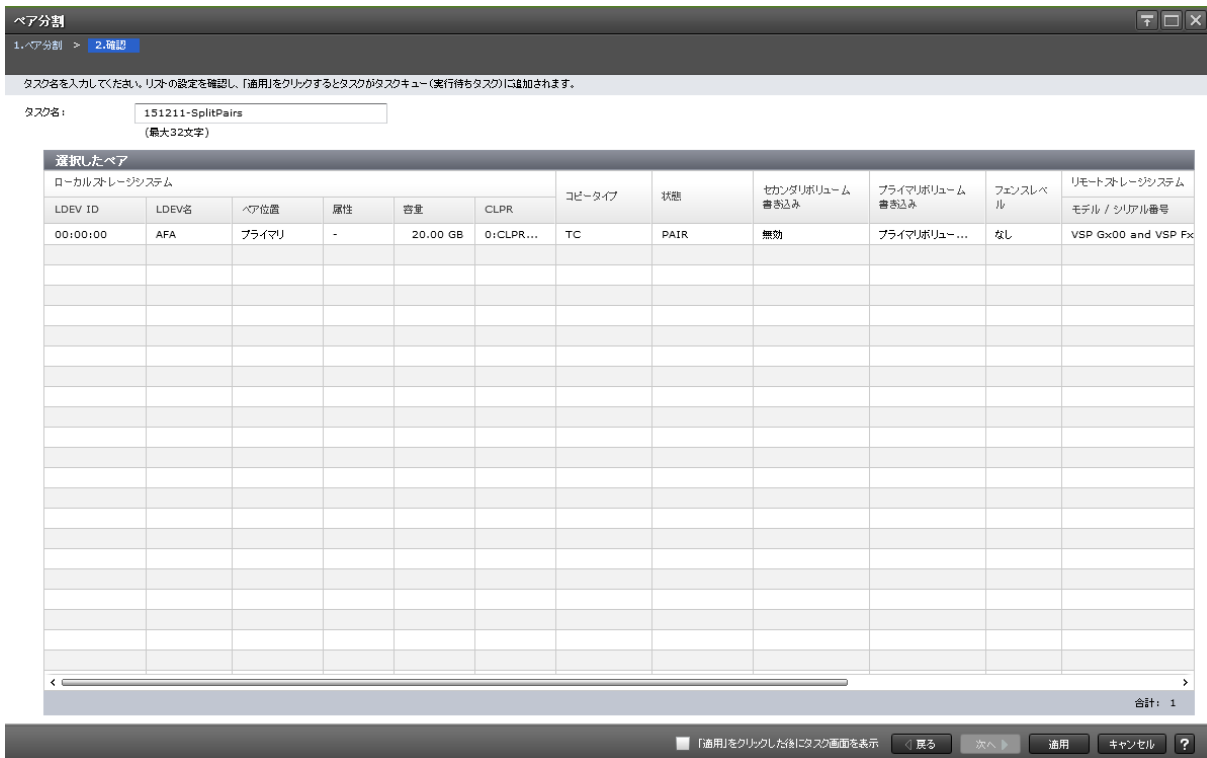 ペア分割
1.ペア分割 > 2.確認
タスク名を入力してください。リストの設定を確認し、「適用」をクリックするとタスクがタスクキュー(実行待ちタスク)に追加されます。
タスク名: 151211-SplitPairs
(最大32文字)
選択したペア
ローカルストレージシステム コピータイプ 状態 セカンダリボリューム書き込み プライマリボリューム書き込み フェンスレベル リモートストレージシステム
LDEV ID LDEV名 ペア位置 属性 容量 CLPR モデル / シリアル番号
00:00:00 AFA プライマリ - 20.00 GB 0:CLPR... TC PAIR 無効 プライマリボリュー... なし VSP Gx00 and VSP Fx
合計: 1
「適用」をクリックした後にタスク画面を表示 戻る 次へ 適用 キャンセル ?